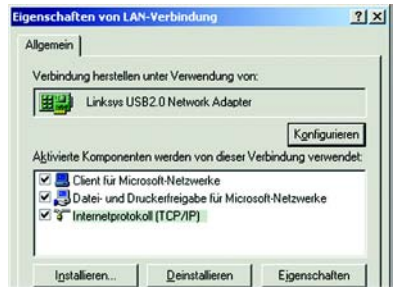 Eigenschaften von LAN-Verbindung
Allgemein
Verbindung herstellen unter Verwendung von:
Linksys USB2.0 Network Adapter
Konfigurieren
Aktivierte Komponenten werden von dieser Verbindung verwendet:
Client für Microsoft-Netzwerke
Datei- und Druckerfreigabe für Microsoft-Netzwerke
Internetprotokoll (TCP/IP)
Installieren... Deinstallieren Eigenschaften